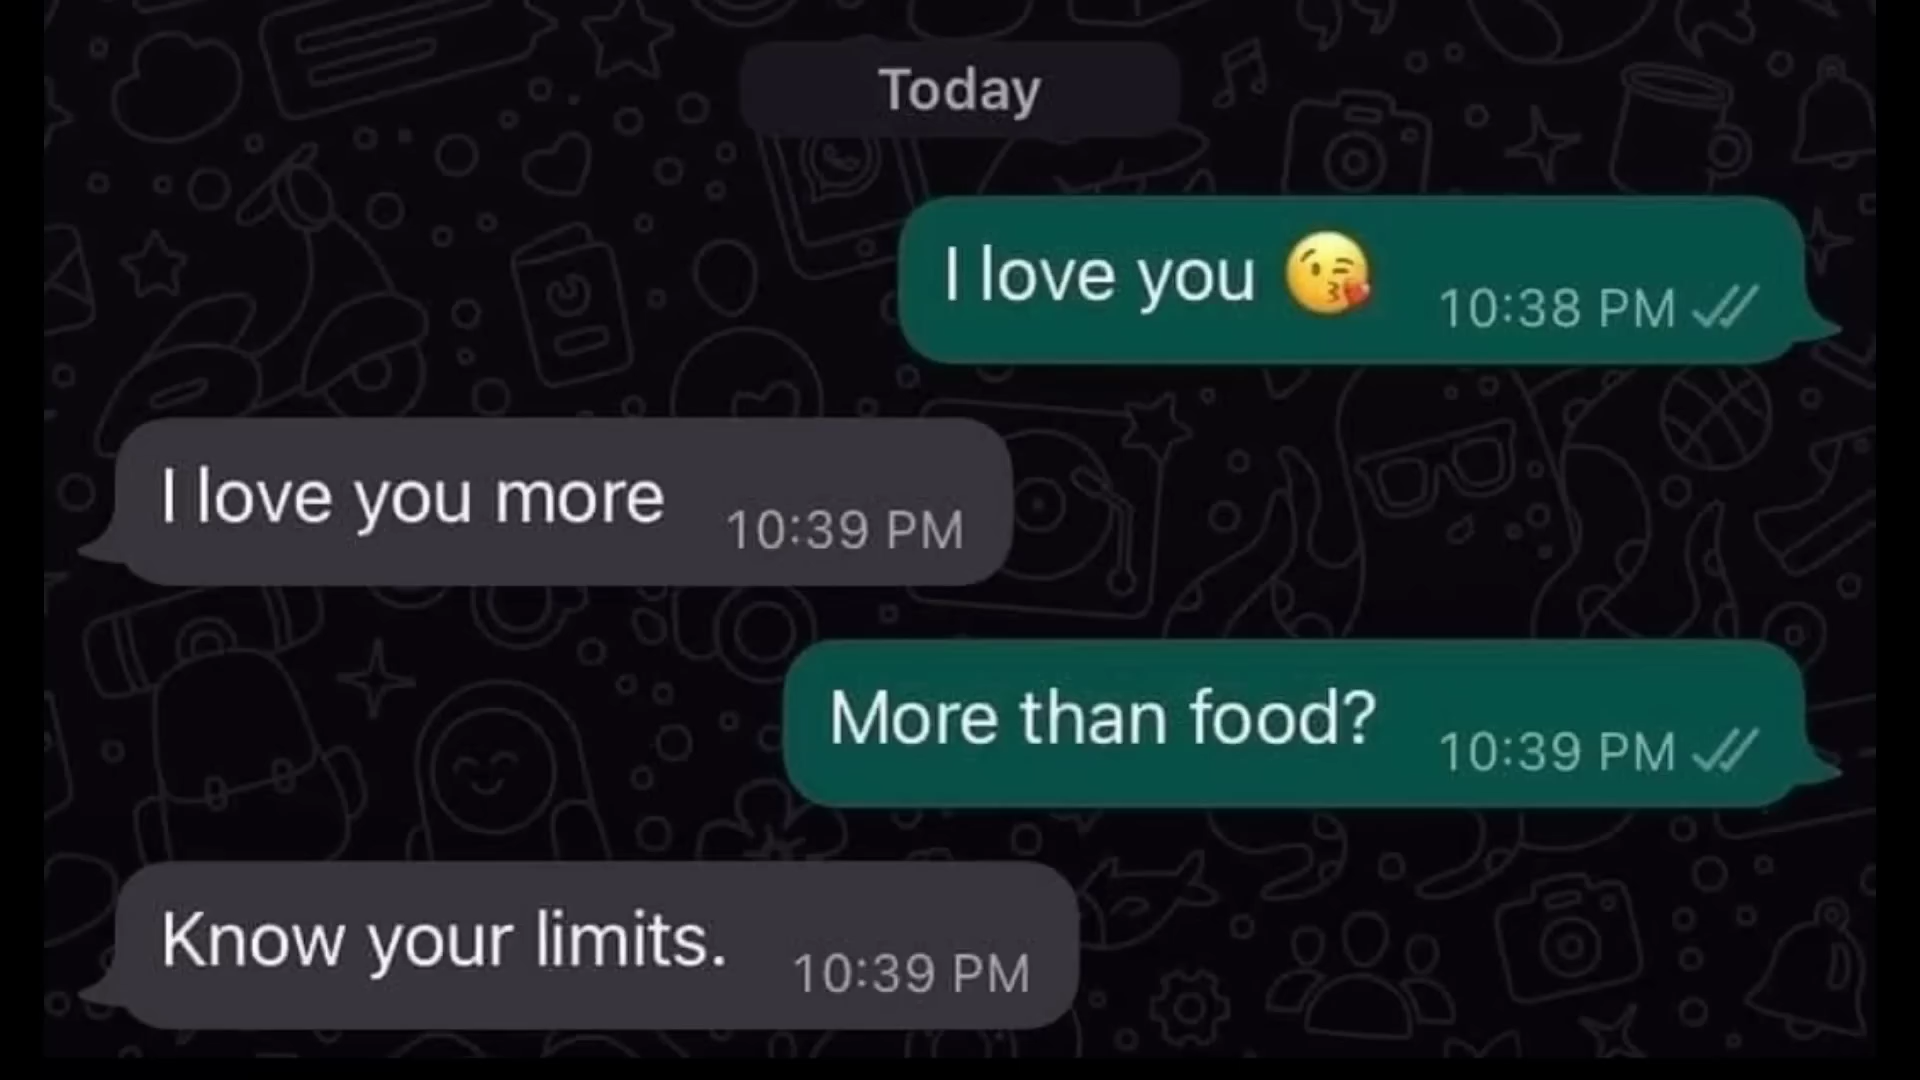 Today
I love you 😘 10:38 PM
I love you more 10:39 PM
More than food? 10:39 PM
Know your limits. 10:39 PM